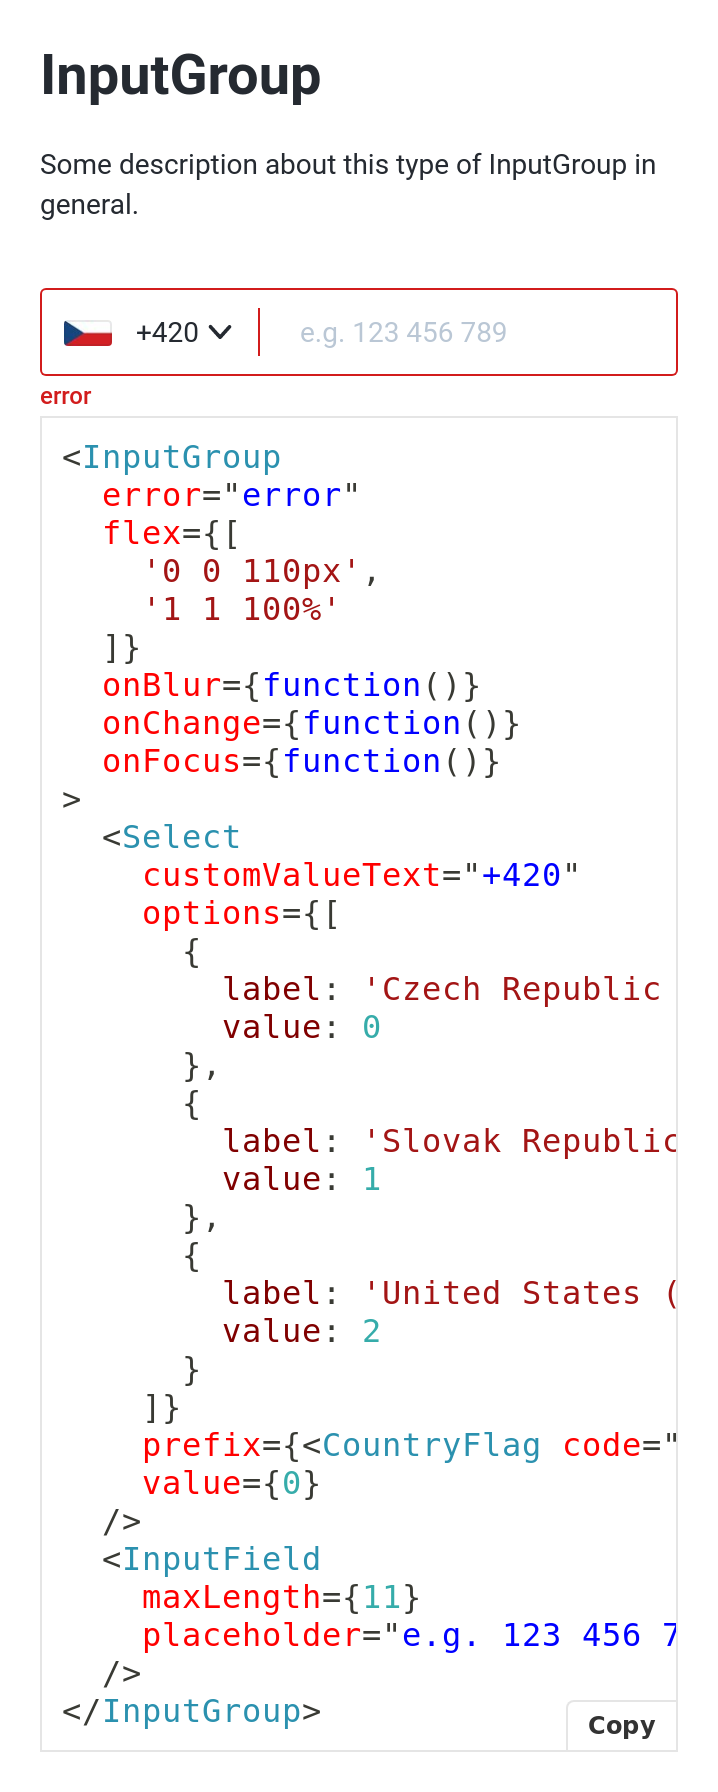 InputGroup
Some description about this type of InputGroup in
general.
+420
e.g. 123 456 789
error
<InputGroup
  error="error"
  flex={[
    '0 0 110px',
    '1 1 100%'
  ]}
  onBlur={function()}
  onChange={function()}
  onFocus={function()}
>
  <Select
    customValueText="+420"
    options={[
      {
        label: 'Czech Republic
        value: 0
      },
      {
        label: 'Slovak Republic
        value: 1
      },
      {
        label: 'United States (
        value: 2
      }
    ]}
    prefix={<CountryFlag code="
    value={0}
  />
  <InputField
    maxLength={11}
    placeholder="e.g. 123 456 7
  />
</InputGroup>
Copy